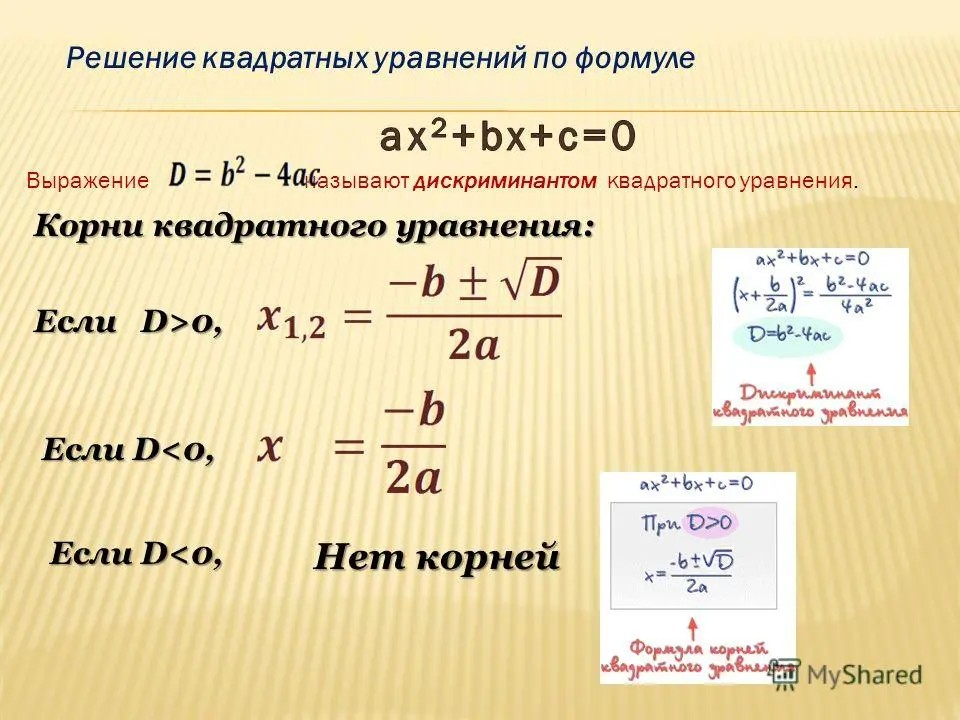 Решение квадратных уравнений по формуле
ax²+bx+c=0
Выражение D = b² − 4ac называют дискриминантом квадратного уравнения.
Корни квадратного уравнения:
Если D>0, x₁,₂ = (−b ± √D)/2a
Если D<0, x = −b/2a
Если D<0, Нет корней
ax²+bx+c=0
(x+b/2a)²=(b²-4ac)/4a²
D=b²-4ac
Дискриминант
квадратного уравнения
ax²+bx+c=0
При D>0
x=(-b±√D)/2a
Формула корней
квадратного уравнения
MyShared